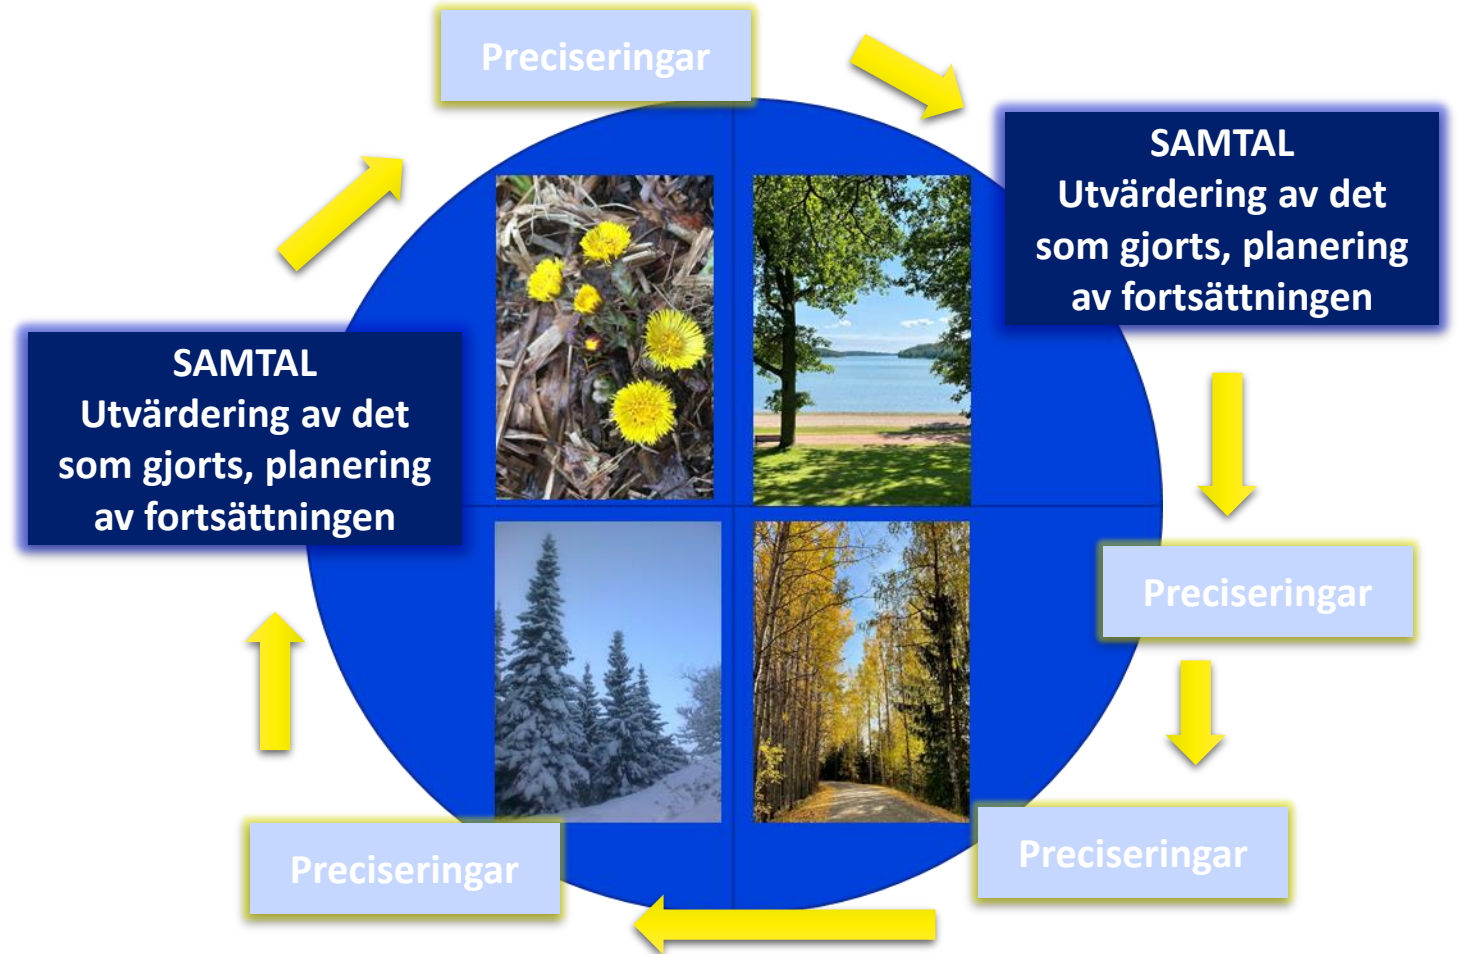 Preciseringar
SAMTAL
Utvärdering av det
som gjorts, planering
av fortsättningen
SAMTAL
Utvärdering av det
som gjorts, planering
av fortsättningen
Preciseringar
Preciseringar
Preciseringar